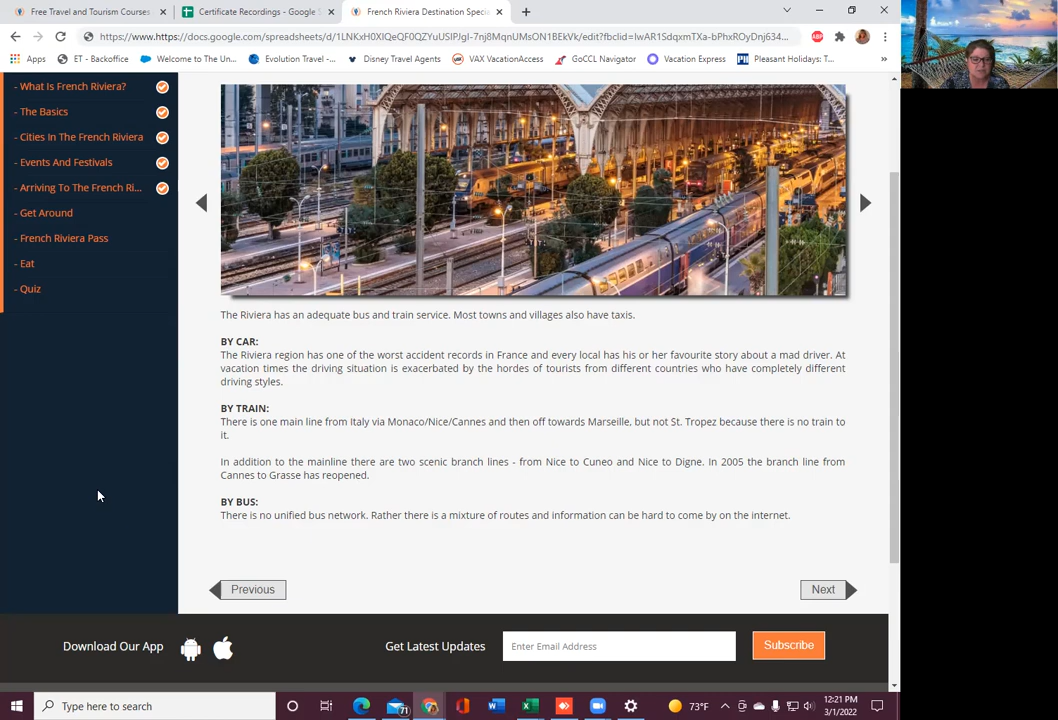 Free Travel and Tourism Courses
Certificate Recordings - Google S
French Riviera Destination Speci
https://www.https://docs.google.com/spreadsheets/d/
Apps
ET - Backoffice
Welcome to The Un...
Evolution Travel -...
Disney Travel Agents
VAX VacationAccess
GoCCL Navigator
Vacation Express
Pleasant Holidays: T...
- What Is French Riviera?
- The Basics
- Cities In The French Riviera
- Events And Festivals
- Arriving To The French Ri...
- Get Around
- French Riviera Pass
- Eat
- Quiz
The Riviera has an adequate bus and train service. Most towns and villages also have taxis.
BY CAR:
The Riviera region has one of the worst accident records in France and every local has his or her favourite story about a mad driver. At
vacation times the driving situation is exacerbated by the hordes of tourists from different countries who have completely different
driving styles.
BY TRAIN:
There is one main line from Italy via Monaco/Nice/Cannes and then off towards Marseille, but not St. Tropez because there is no train to
it.
In addition to the mainline there are two scenic branch lines - from Nice to Cuneo and Nice to Digne. In 2005 the branch line from
Cannes to Grasse has reopened.
BY BUS:
There is no unified bus network. Rather there is a mixture of routes and information can be hard to come by on the internet.
Previous
Next
Download Our App
Get Latest Updates
Enter Email Address
Subscribe
Type here to search
71
73°F
12:21 PM
3/1/2022